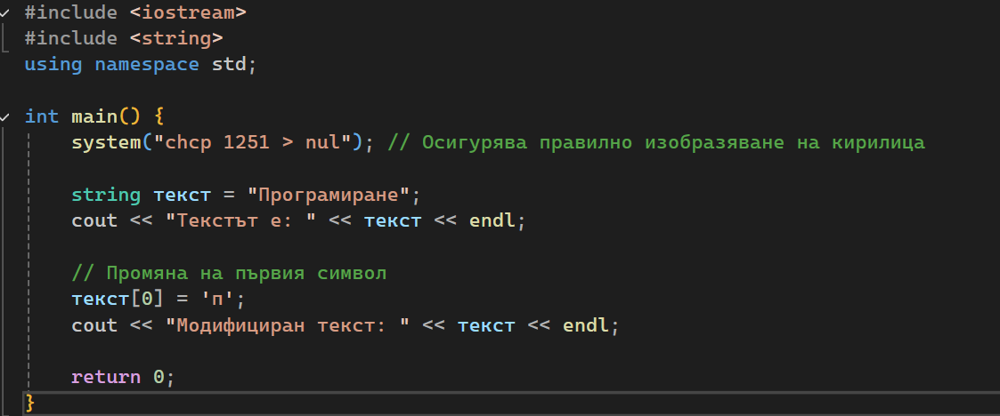 #include <iostream>
#include <string>
using namespace std;
int main() {
system("chcp 1251 > nul"); // Осигурява правилно изобразяване на кирилица
string текст = "Програмиране";
cout << "Текстът е: " << текст << endl;
// Промяна на първия символ
текст[0] = 'п';
cout << "Модифициран текст: " << текст << endl;
return 0;
}